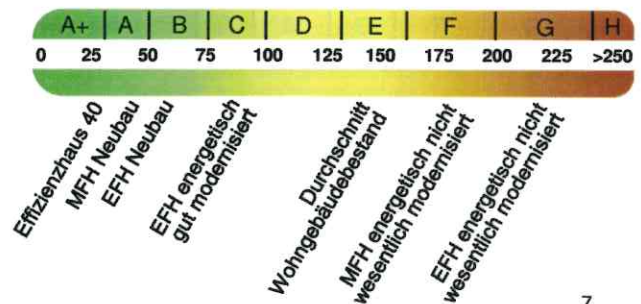 A+ A B C D E F G H
0 25 50 75 100 125 150 175 200 225 >250
Effizienzhaus 40
MFH Neubau
EFH Neubau
EFH energetisch
gut modernisiert
Durchschnitt
Wohngebäudebestand
MFH energetisch nicht
wesentlich modernisiert
EFH energetisch nicht
wesentlich modernisiert